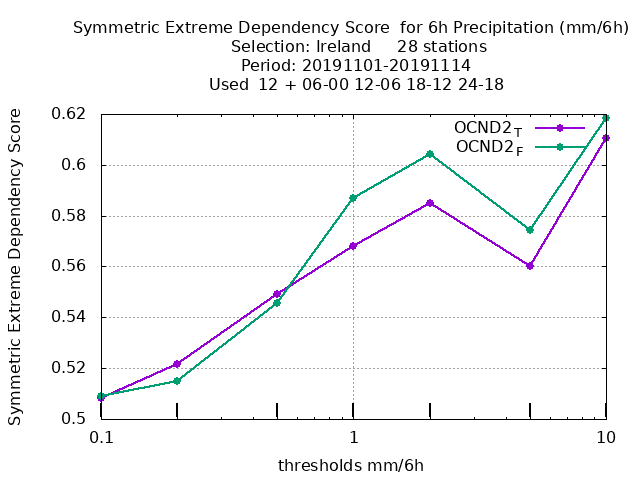 Symmetric Extreme Dependency Score  for 6h Precipitation (mm/6h)
Selection: Ireland     28 stations
Period: 20191101-20191114
Used  12 + 06-00 12-06 18-12 24-18
Symmetric Extreme Dependency Score
0.62
0.6
0.58
0.56
0.54
0.52
0.5
OCND2T
OCND2F
0.1
1
10
thresholds mm/6h